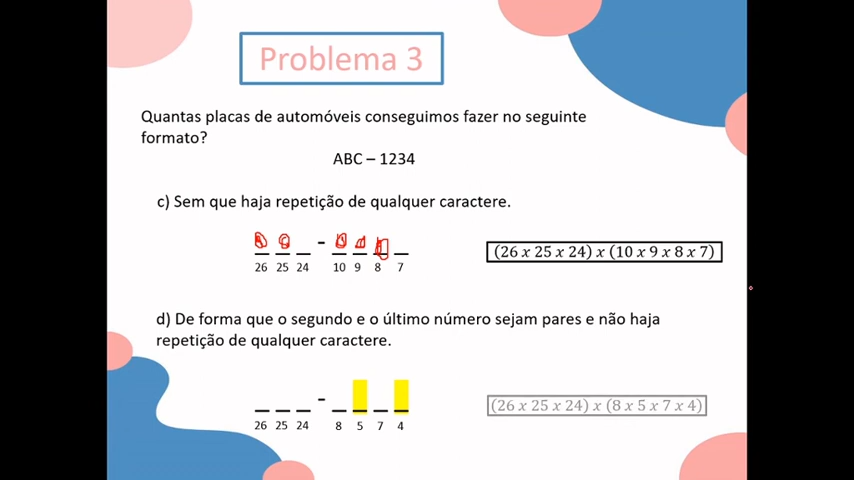 Problema 3
Quantas placas de automóveis conseguimos fazer no seguinte
formato?
ABC – 1234
c) Sem que haja repetição de qualquer caractere.
_ _ _ - _ _ _ _
26 25 24 10 9 8 7
(26 x 25 x 24) x (10 x 9 x 8 x 7)
d) De forma que o segundo e o último número sejam pares e não haja
repetição de qualquer caractere.
_ _ _ - _ _ _ _
26 25 24 8 5 7 4
(26 x 25 x 24) x (8 x 5 x 7 x 4)